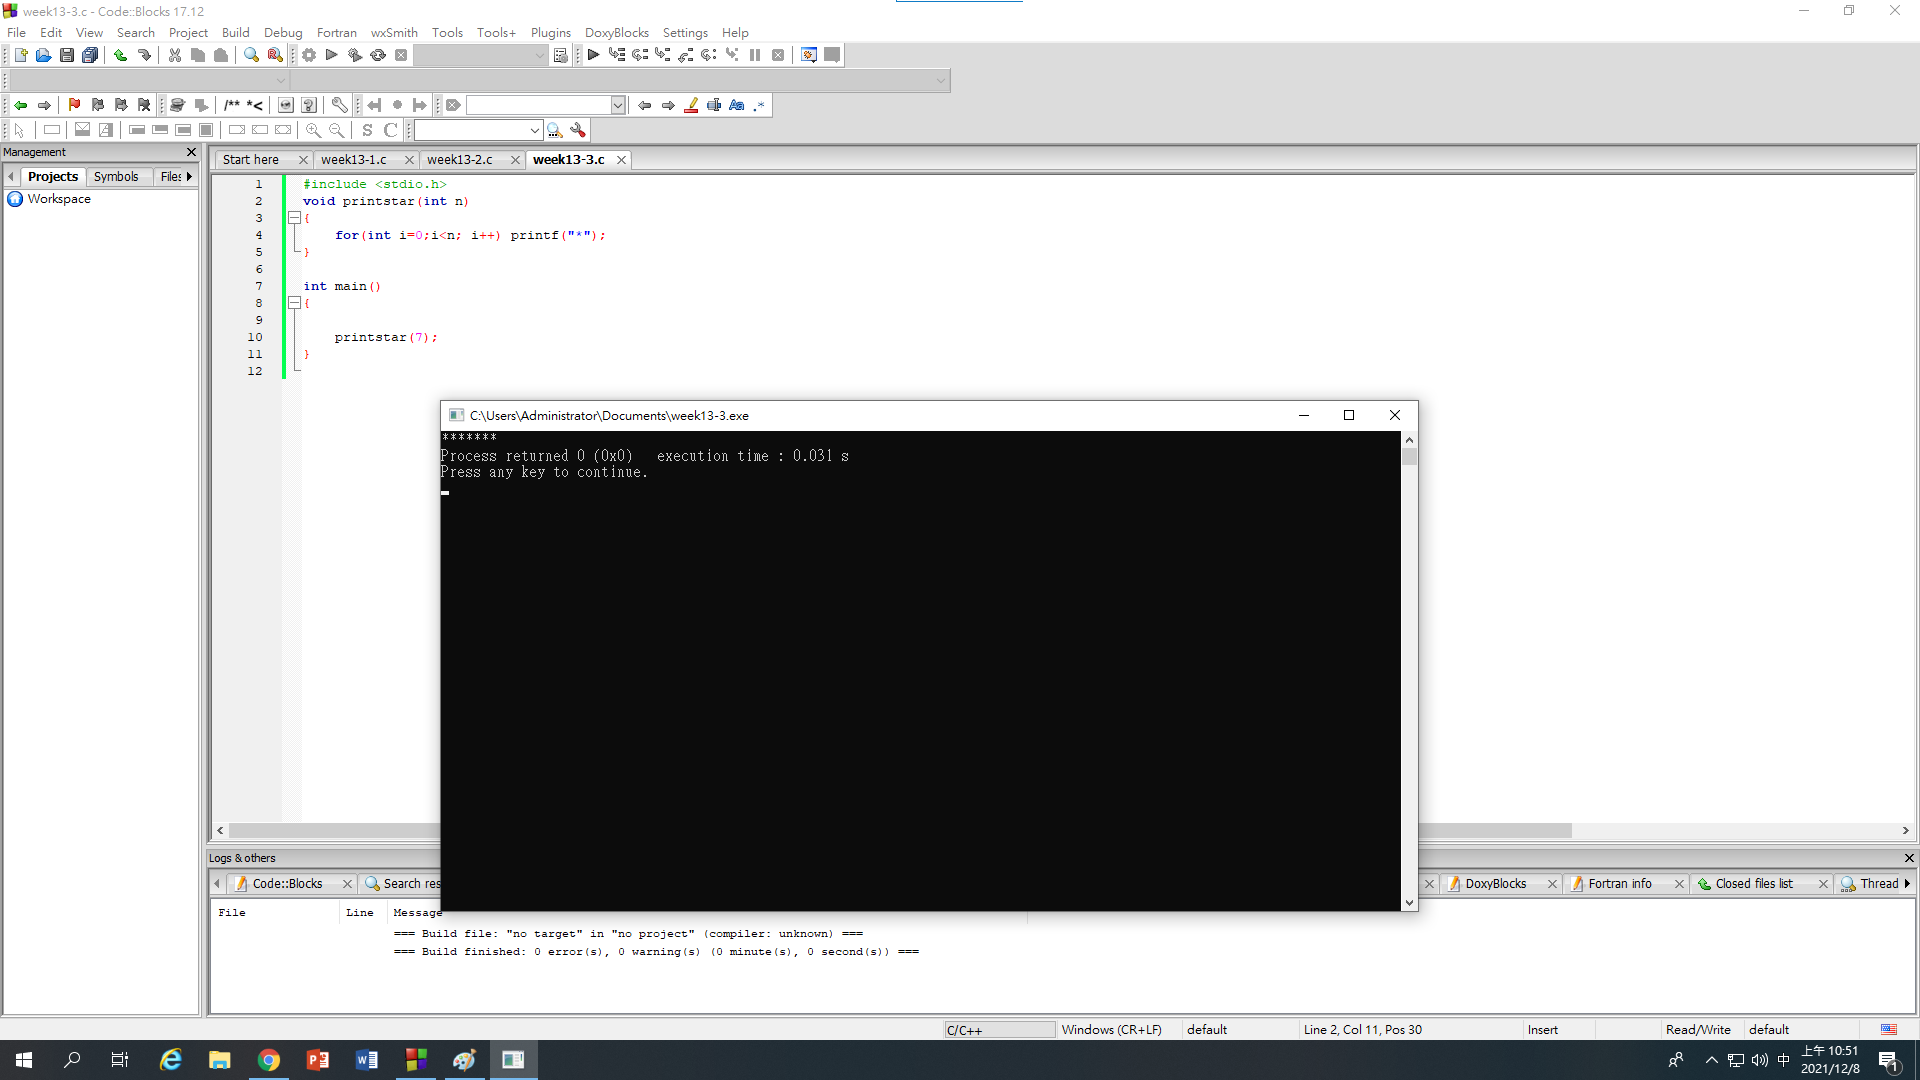 week13-3.c - Code::Blocks 17.12
File Edit View Search Project Build Debug Fortran wxSmith Tools Tools+ Plugins DoxyBlocks Settings Help
/** *<
Aa .*
S C
Management
Projects Symbols Files
Workspace
Start here week13-1.c week13-2.c week13-3.c
1 #include <stdio.h>
2 void printstar(int n)
3 {
4 for(int i=0;i<n; i++) printf("*");
5 }
6
7 int main()
8 {
9
10 printstar(7);
11 }
12
C:\Users\Administrator\Documents\week13-3.exe
*******
Process returned 0 (0x0)   execution time : 0.031 s
Press any key to continue.
Logs & others
Code::Blocks Search res DoxyBlocks Fortran info Closed files list Thread
File Line Message
=== Build file: "no target" in "no project" (compiler: unknown) ===
=== Build finished: 0 error(s), 0 warning(s) (0 minute(s), 0 second(s)) ===
C/C++ Windows (CR+LF) default Line 2, Col 11, Pos 30 Insert Read/Write default
中 上午 10:51
2021/12/8 1